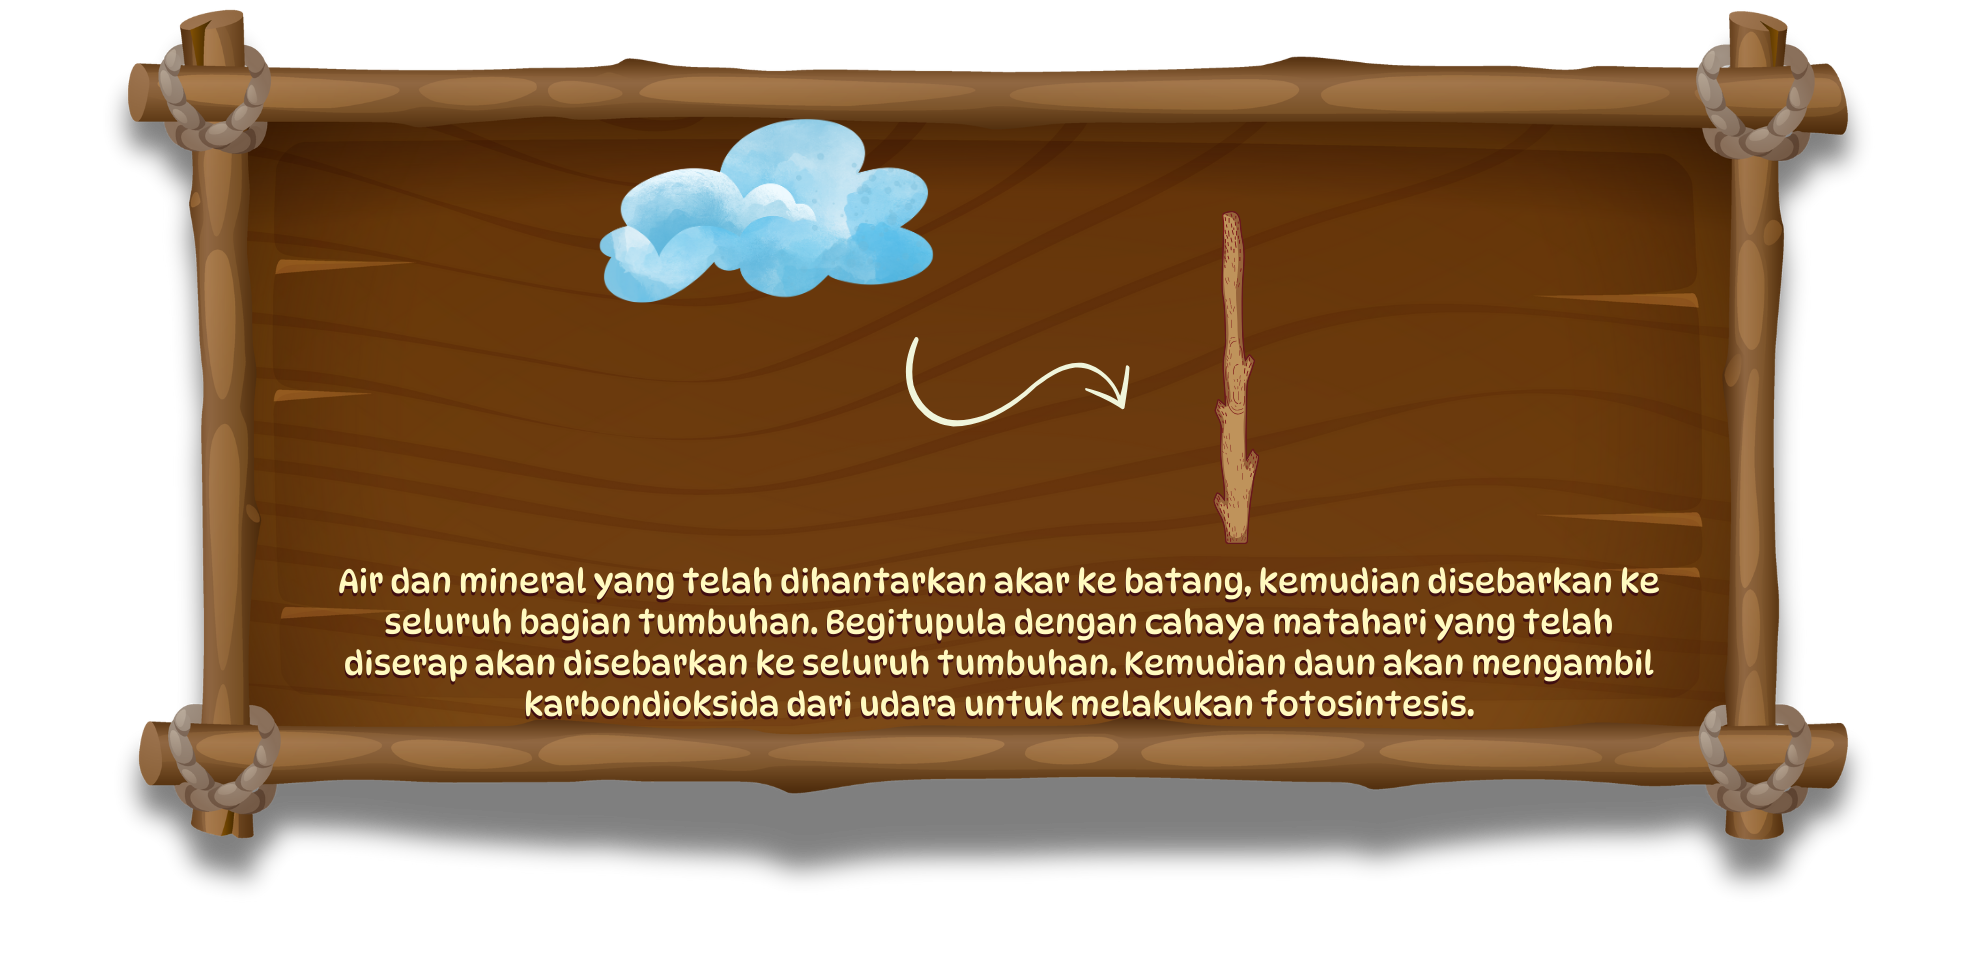 Air dan mineral yang telah dihantarkan akar ke batang, kemudian disebarkan ke
seluruh bagian tumbuhan. Begitupula dengan cahaya matahari yang telah
diserap akan disebarkan ke seluruh tumbuhan. Kemudian daun akan mengambil
karbondioksida dari udara untuk melakukan fotosintesis.